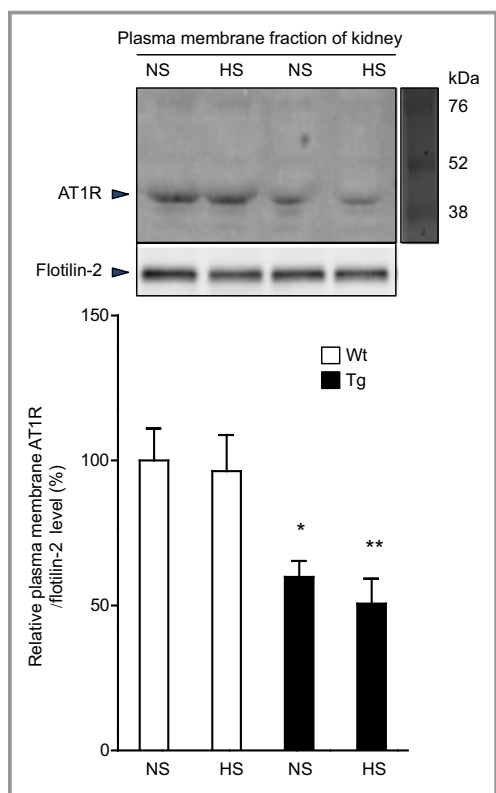 Plasma membrane fraction of kidney
NS HS NS HS
kDa
76
52
AT1R
38
Flotilin-2
150
Wt
Tg
Relative plasma membrane AT1R
/flotilin-2 level (%)
100
*
**
50
0
NS HS NS HS